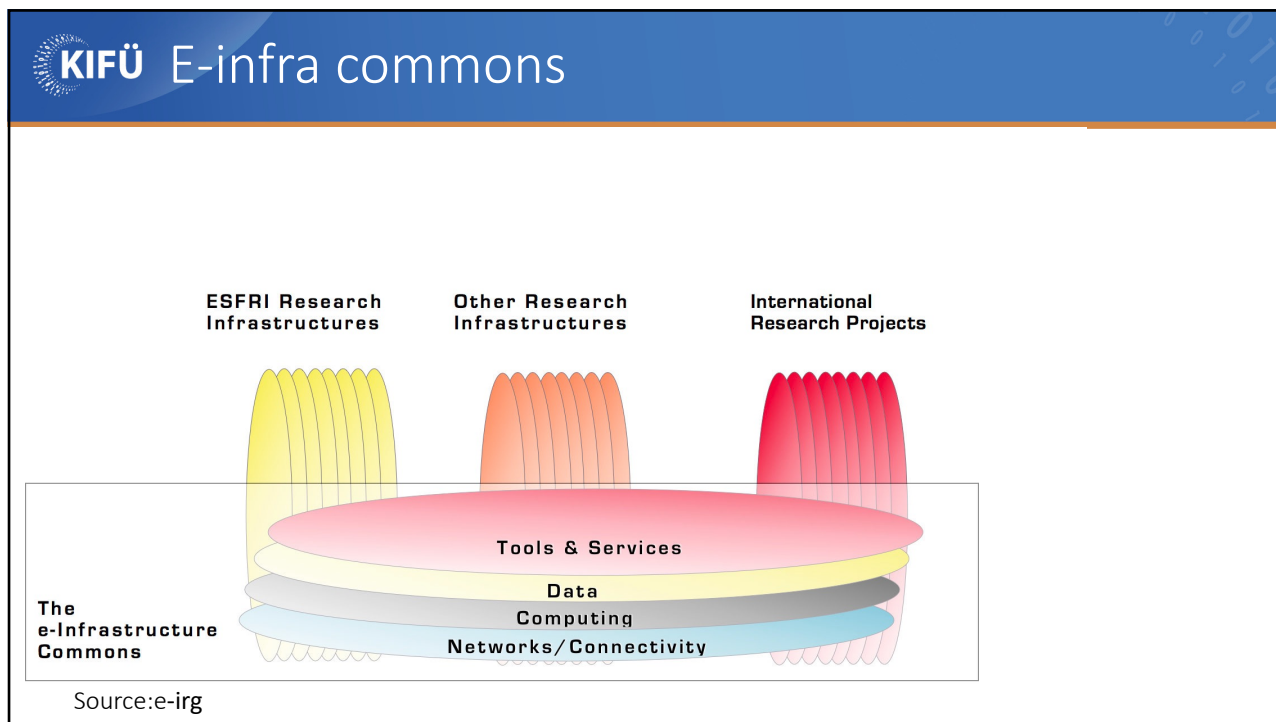 KIFÜ E-infra commons
ESFRI Research
Infrastructures
Other Research
Infrastructures
International
Research Projects
Tools & Services
Data
Computing
Networks/Connectivity
The
e-Infrastructure
Commons
Source:e-irg